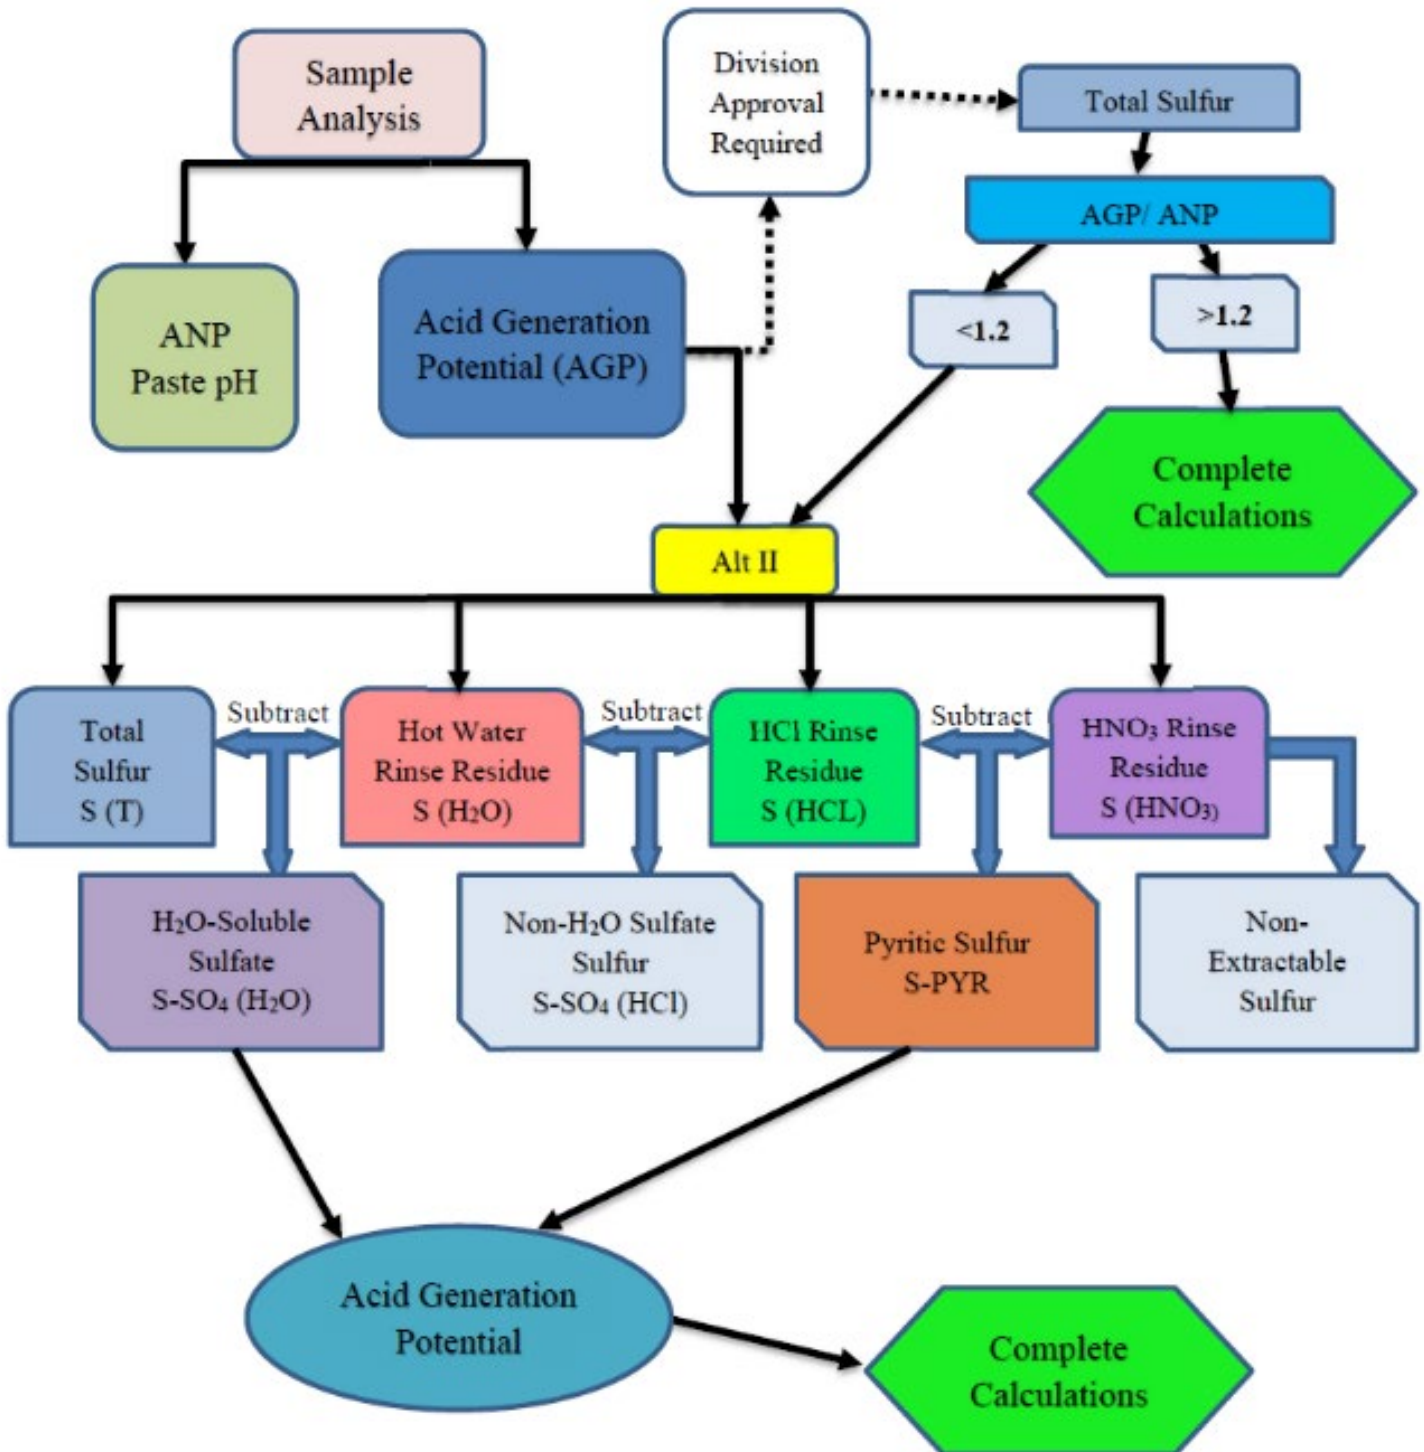 Sample
Analysis
Division
Approval
Required
Total Sulfur
AGP/ ANP
ANP
Paste pH
Acid Generation
Potential (AGP)
<1.2
>1.2
Complete
Calculations
Alt II
Total
Sulfur
S (T)
Subtract
Hot Water
Rinse Residue
S (H₂O)
Subtract
HCl Rinse
Residue
S (HCL)
Subtract
HNO₃ Rinse
Residue
S (HNO₃)
H₂O-Soluble
Sulfate
S-SO₄ (H₂O)
Non-H₂O Sulfate
Sulfur
S-SO₄ (HCl)
Pyritic Sulfur
S-PYR
Non-
Extractable
Sulfur
Acid Generation
Potential
Complete
Calculations